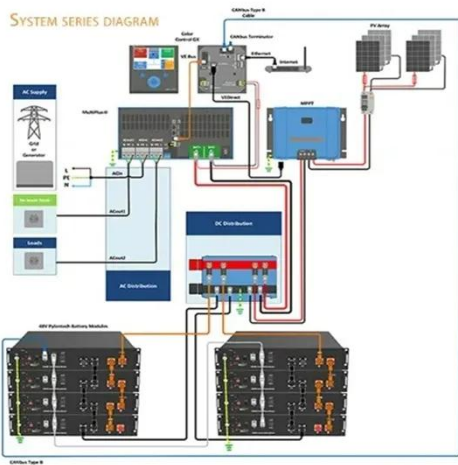 SYSTEM SERIES DIAGRAM
CANbus Type B
Cable
Color
Control GX
CANbus Terminator
Ethernet
Internet
PV Array
VE Bus
VE Direct
AC Supply
Grid
or
Generator
MultiPlus-II
MPPT
L
PE
N
ACin
ACout1
Loads
ACout2
AC Distribution
DC Distribution
48V Pylontech Battery Modules
CANbus Type B